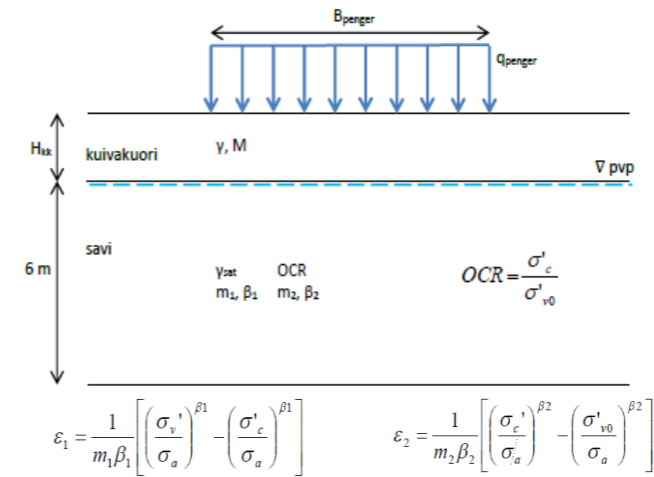 Bpenger
qpenger
Hkk
kuivakuori
γ, M
∇ pvp
savi
6 m
γsat OCR
m₁, β₁ m₂, β₂
OCR = σ'c / σ'v0
ε₁ = 1 / (m₁β₁) [ (σv' / σa)^β1 − (σ'c / σa)^β1 ]
ε₂ = 1 / (m₂β₂) [ (σc' / σa)^β2 − (σ'v0 / σa)^β2 ]